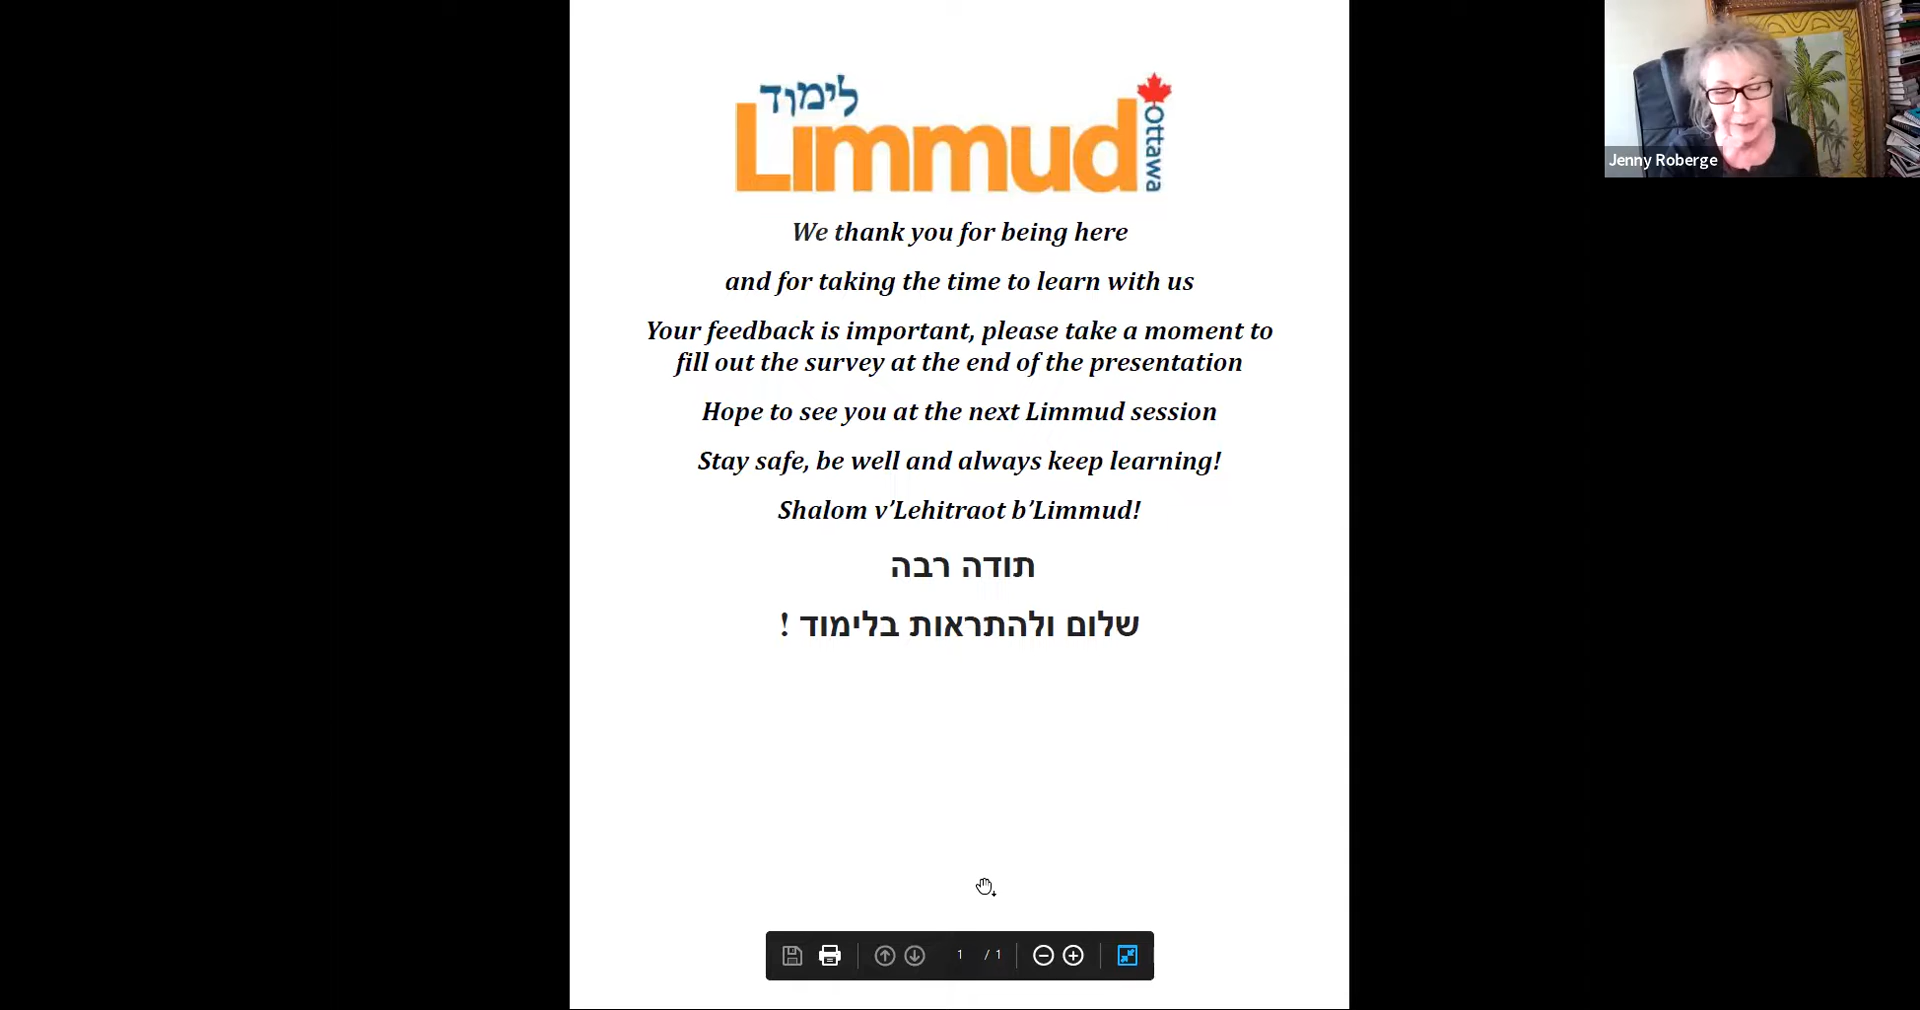 לימוד
Limmud
Ottawa
We thank you for being here
and for taking the time to learn with us
Your feedback is important, please take a moment to
fill out the survey at the end of the presentation
Hope to see you at the next Limmud session
Stay safe, be well and always keep learning!
Shalom v’Lehitraot b’Limmud!
תודה רבה
שלום ולהתראות בלימוד !
1 / 1
Jenny Roberge